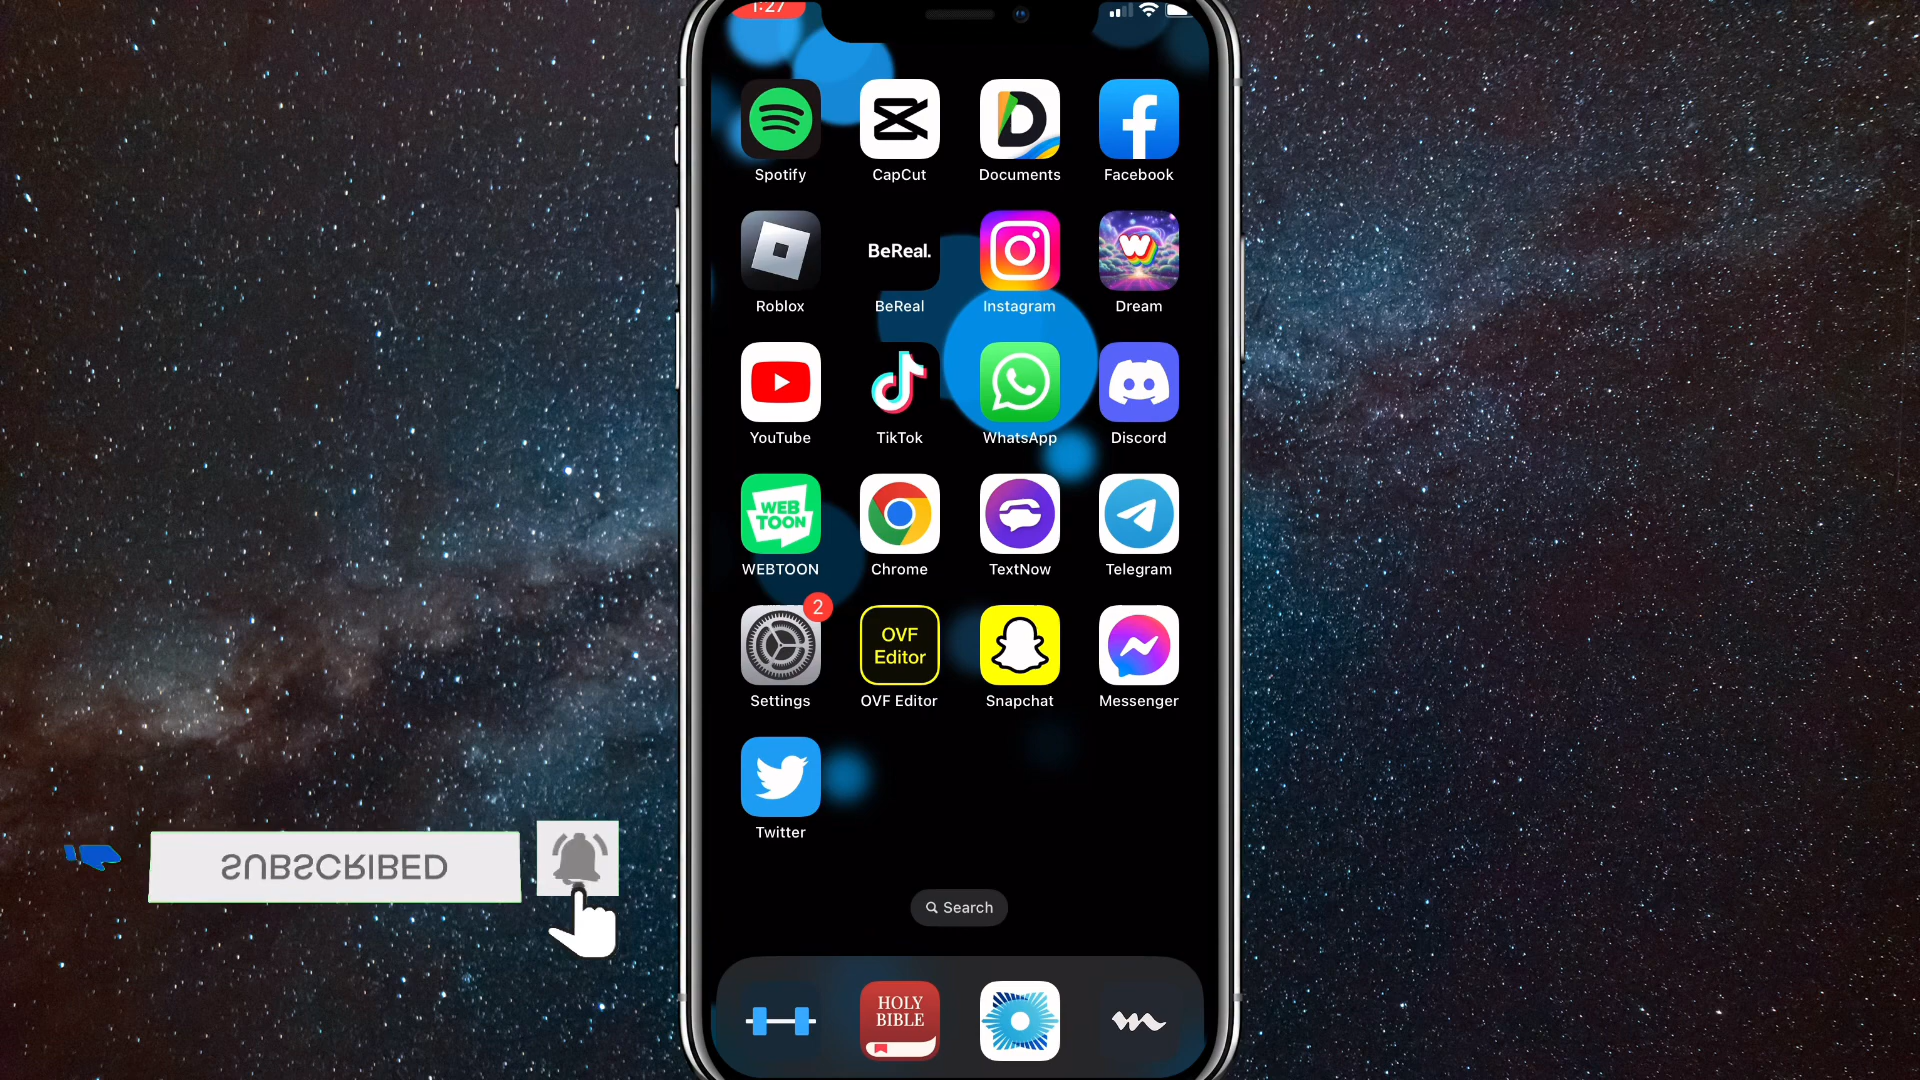 1:27
Spotify
CapCut
Documents
Facebook
BeReal.
Roblox
BeReal
Instagram
Dream
YouTube
TikTok
WhatsApp
Discord
WEB
TOON
WEBTOON
Chrome
TextNow
Telegram
2
OVF
Editor
Settings
OVF Editor
Snapchat
Messenger
Twitter
SUBSCRIBED
Search
HOLY
BIBLE